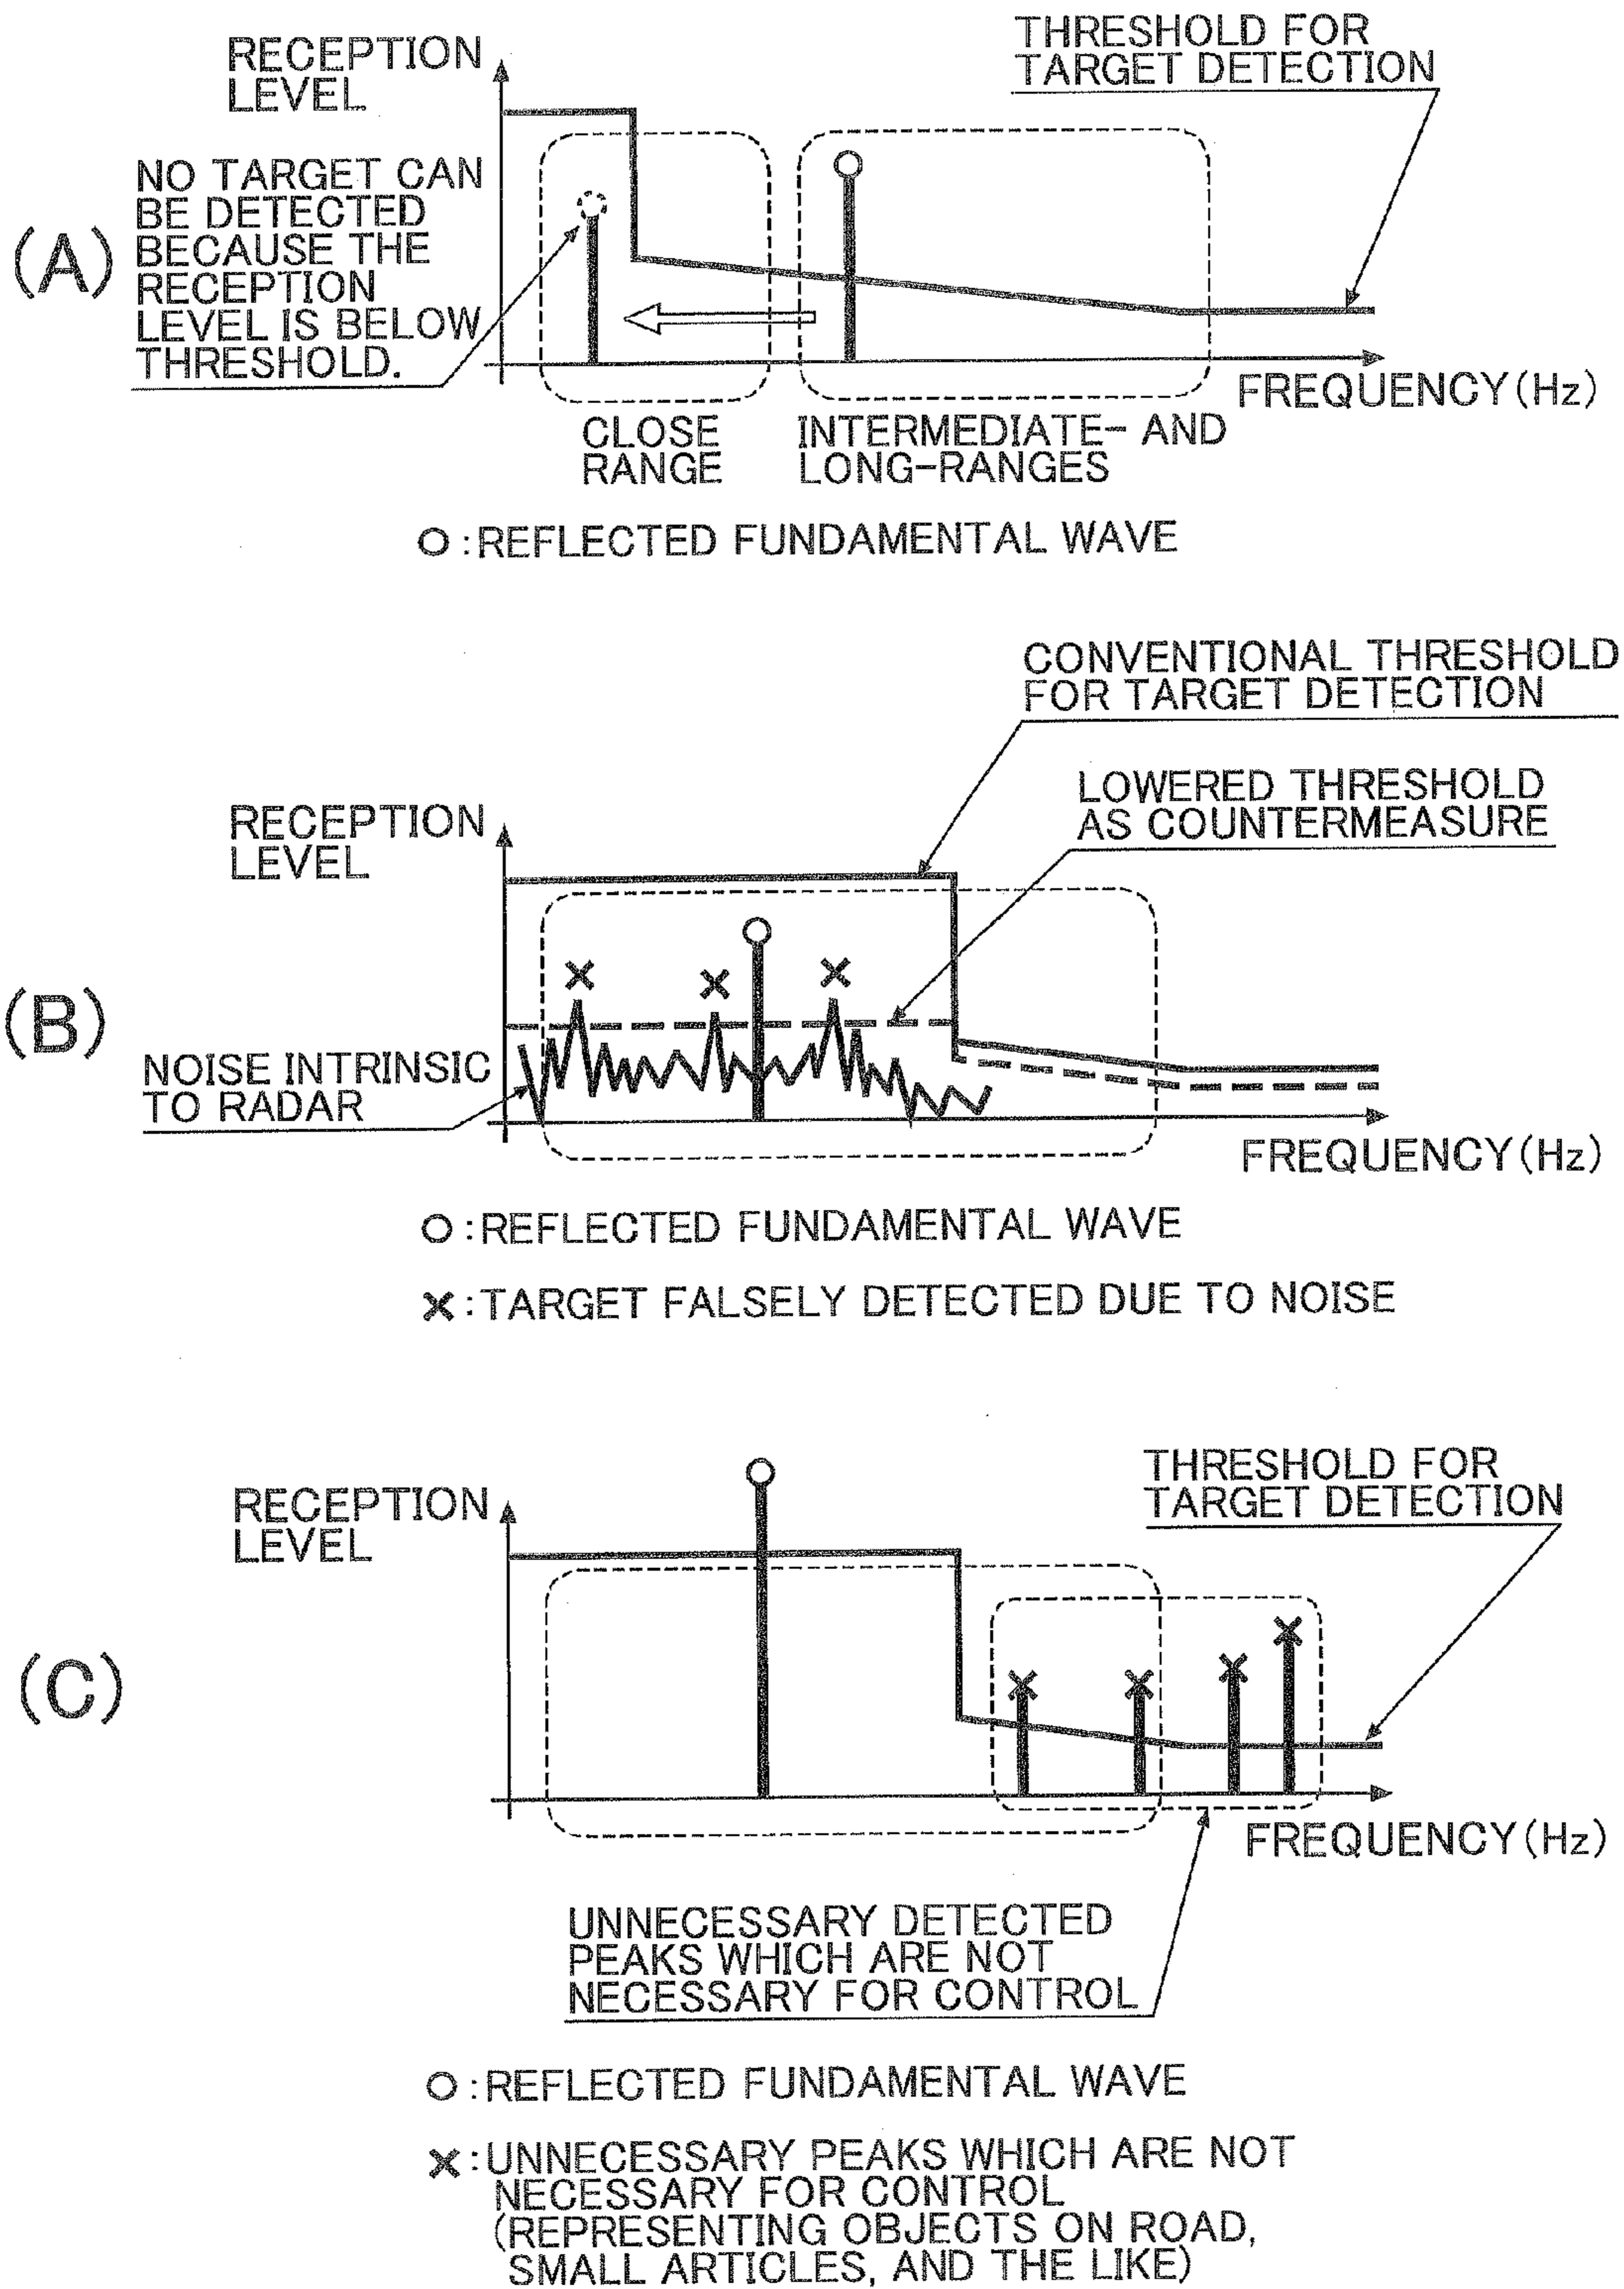 (A)
RECEPTION
LEVEL
THRESHOLD FOR
TARGET DETECTION
NO TARGET CAN
BE DETECTED
BECAUSE THE
RECEPTION
LEVEL IS BELOW
THRESHOLD.
FREQUENCY(Hz)
CLOSE
RANGE
INTERMEDIATE- AND
LONG-RANGES
O :REFLECTED FUNDAMENTAL WAVE
(B)
CONVENTIONAL THRESHOLD
FOR TARGET DETECTION
LOWERED THRESHOLD
AS COUNTERMEASURE
RECEPTION
LEVEL
× × ×
NOISE INTRINSIC
TO RADAR
FREQUENCY(Hz)
O :REFLECTED FUNDAMENTAL WAVE
× :TARGET FALSELY DETECTED DUE TO NOISE
(C)
RECEPTION
LEVEL
THRESHOLD FOR
TARGET DETECTION
× × × ×
FREQUENCY(Hz)
UNNECESSARY DETECTED
PEAKS WHICH ARE NOT
NECESSARY FOR CONTROL
O :REFLECTED FUNDAMENTAL WAVE
× :UNNECESSARY PEAKS WHICH ARE NOT
NECESSARY FOR CONTROL
(REPRESENTING OBJECTS ON ROAD,
SMALL ARTICLES, AND THE LIKE)